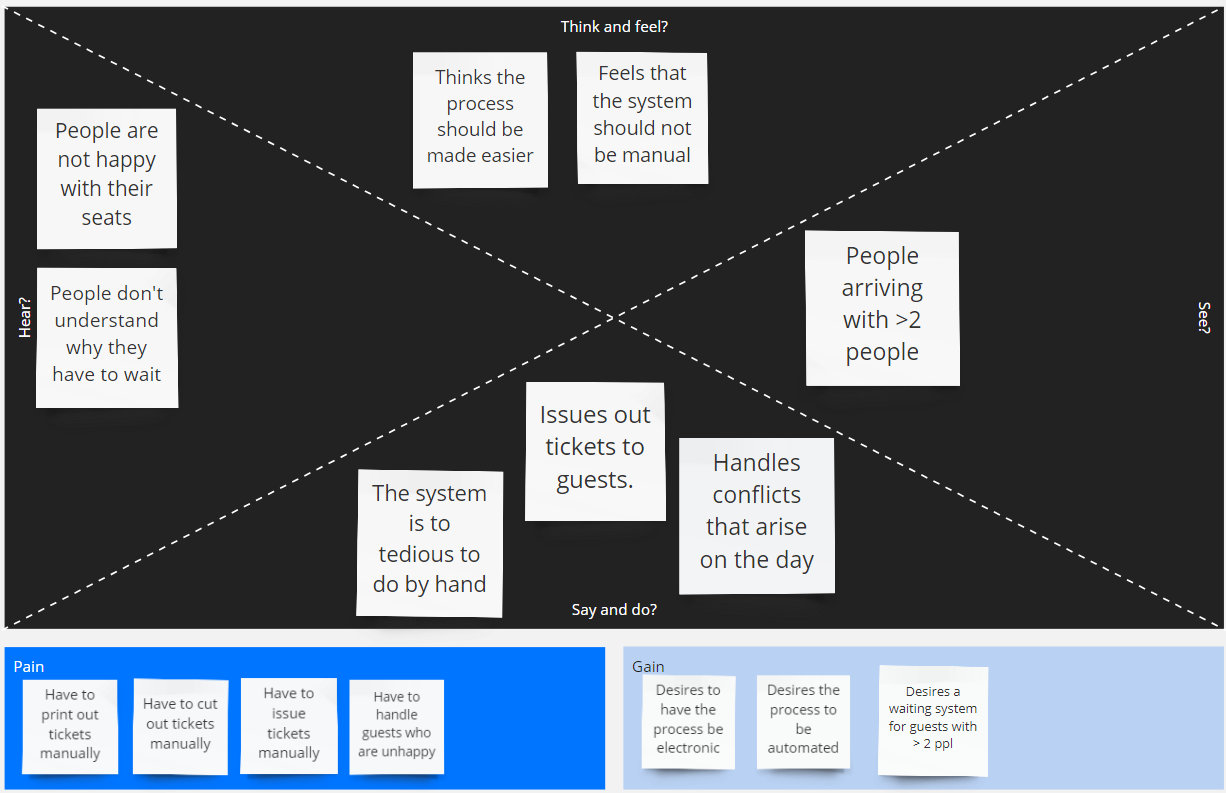 Think and feel?
Thinks the
process
should be
made easier
Feels that
the system
should not
be manual
People are
not happy
with their
seats
People don't
understand
why they
have to wait
Hear?
People
arriving
with >2
people
See?
Issues out
tickets to
guests.
Handles
conflicts
that arise
on the day
The system
is to
tedious to
do by hand
Say and do?
Pain
Have to
print out
tickets
manually
Have to cut
out tickets
manually
Have to
issue
tickets
manually
Have to
handle
guests who
are unhappy
Gain
Desires to
have the
process be
electronic
Desires the
process to
be
automated
Desires a
waiting system
for guests with
> 2 ppl